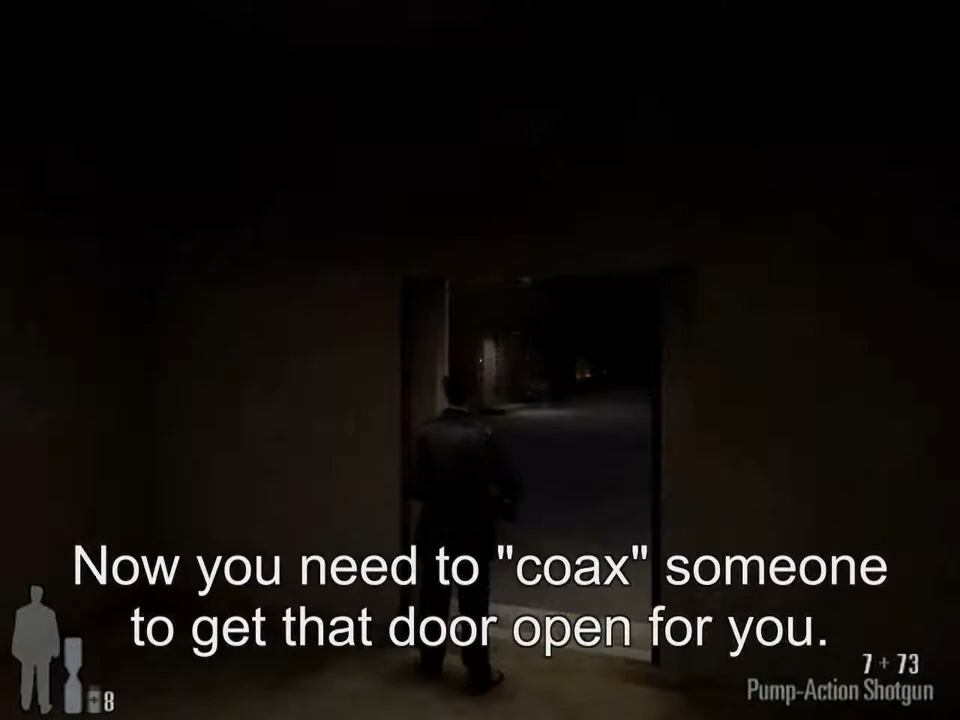 Now you need to "coax" someone
to get that door open for you.
7 + 73
8
Pump-Action Shotgun